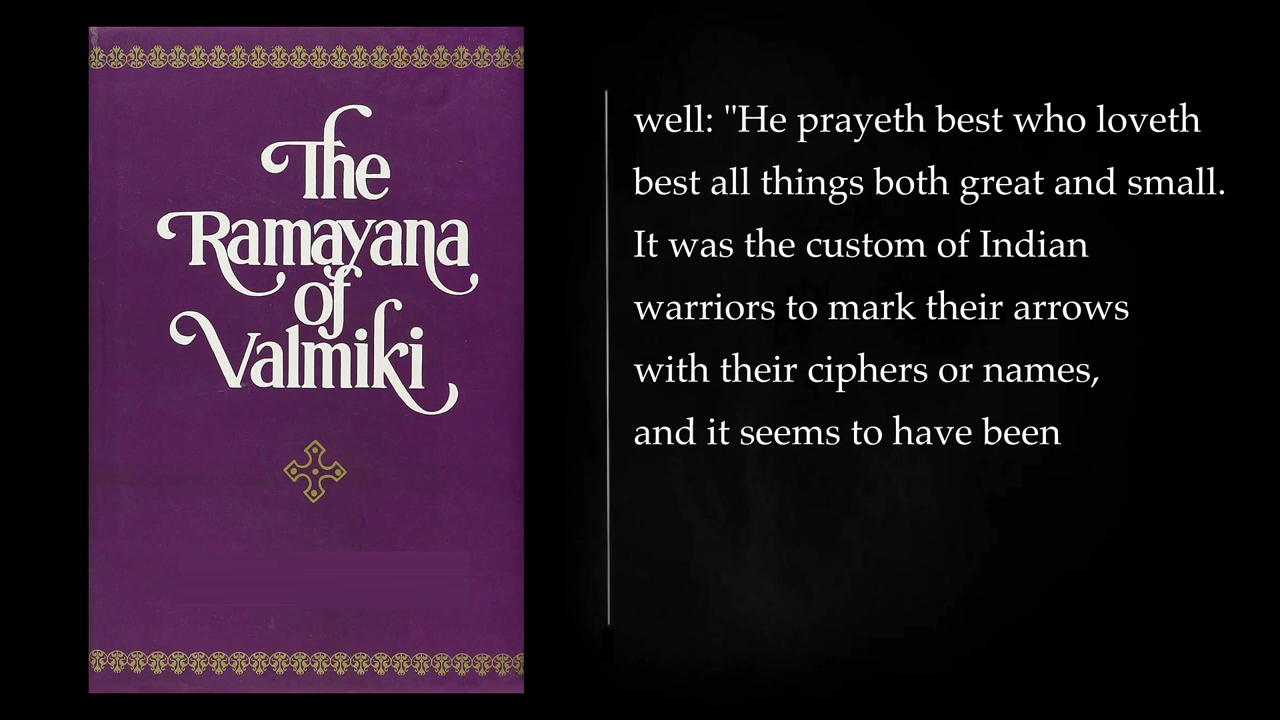 The
Ramayana
of
Valmiki
well: "He prayeth best who loveth
best all things both great and small.
It was the custom of Indian
warriors to mark their arrows
with their ciphers or names,
and it seems to have been